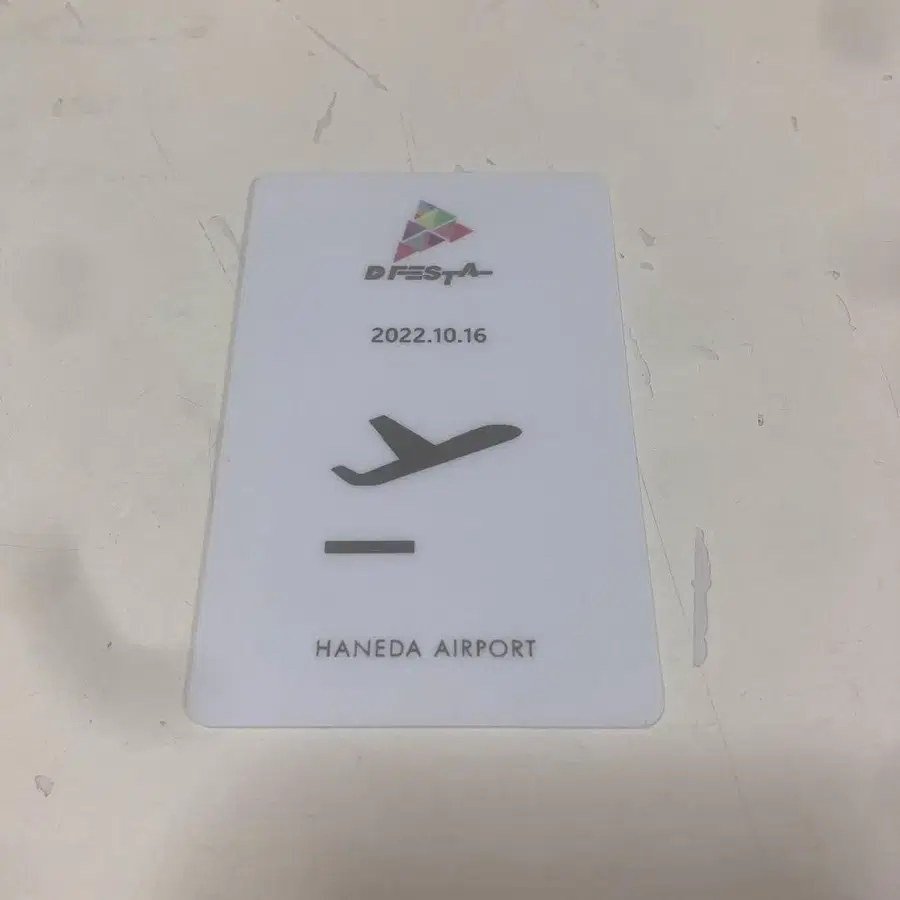 D'FESTA
2022.10.16
HANEDA AIRPORT